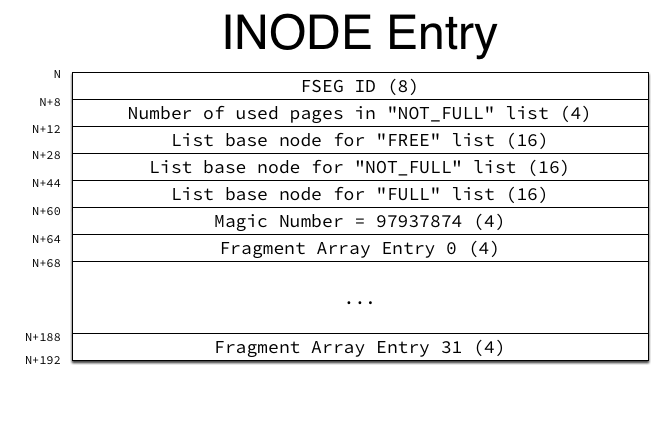 INODE Entry
N
FSEG ID (8)
N+8
Number of used pages in "NOT_FULL" list (4)
N+12
List base node for "FREE" list (16)
N+28
List base node for "NOT_FULL" list (16)
N+44
List base node for "FULL" list (16)
N+60
Magic Number = 97937874 (4)
N+64
Fragment Array Entry 0 (4)
N+68
...
N+188
Fragment Array Entry 31 (4)
N+192